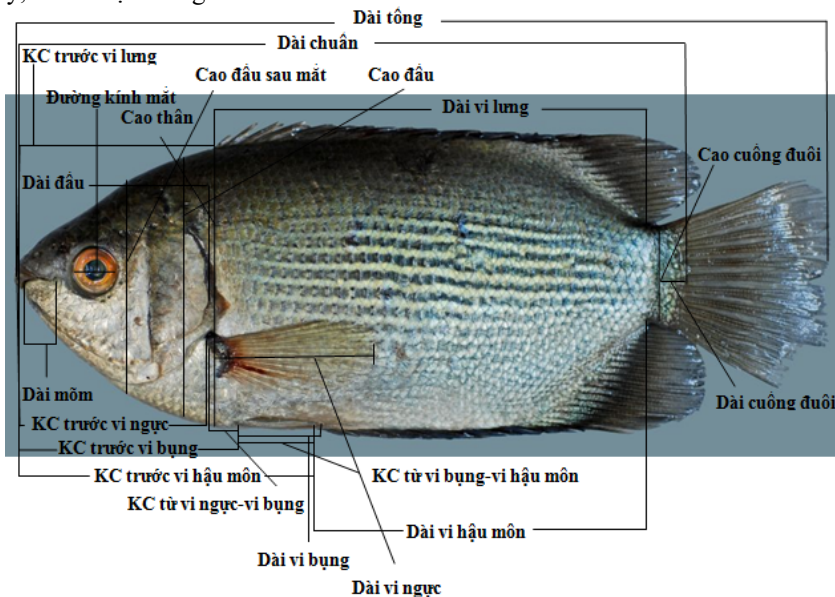 Dài tổng
Dài chuẩn
KC trước vi lưng
Cao đầu sau mắt
Cao đầu
Đường kính mắt
Cao thân
Dài vi lưng
Cao cuống đuôi
Dài đầu
Dài mõm
Dài cuống đuôi
KC trước vi ngực
KC trước vi bụng
KC trước vi hậu môn
KC từ vi bụng-vi hậu môn
KC từ vi ngực-vi bụng
Dài vi hậu môn
Dài vi bụng
Dài vi ngực